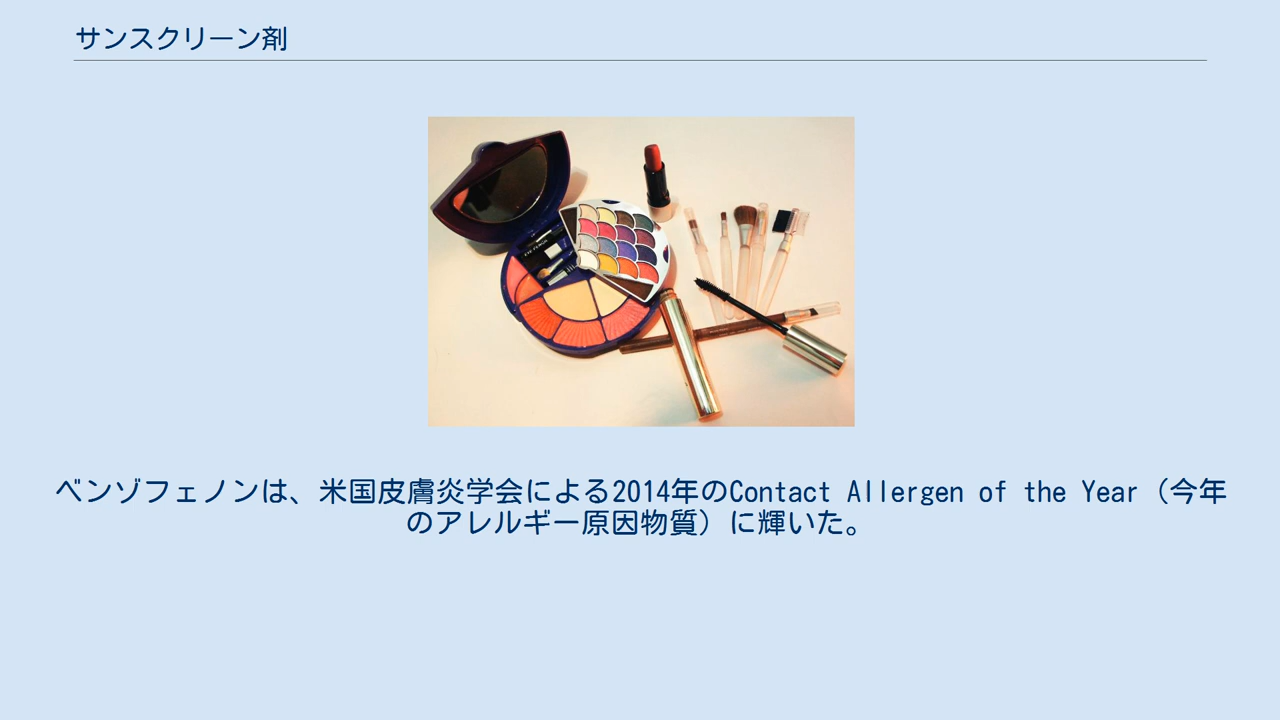 サンスクリーン剤
ベンゾフェノンは、米国皮膚炎学会による2014年のContact Allergen of the Year（今年
のアレルギー原因物質）に輝いた。